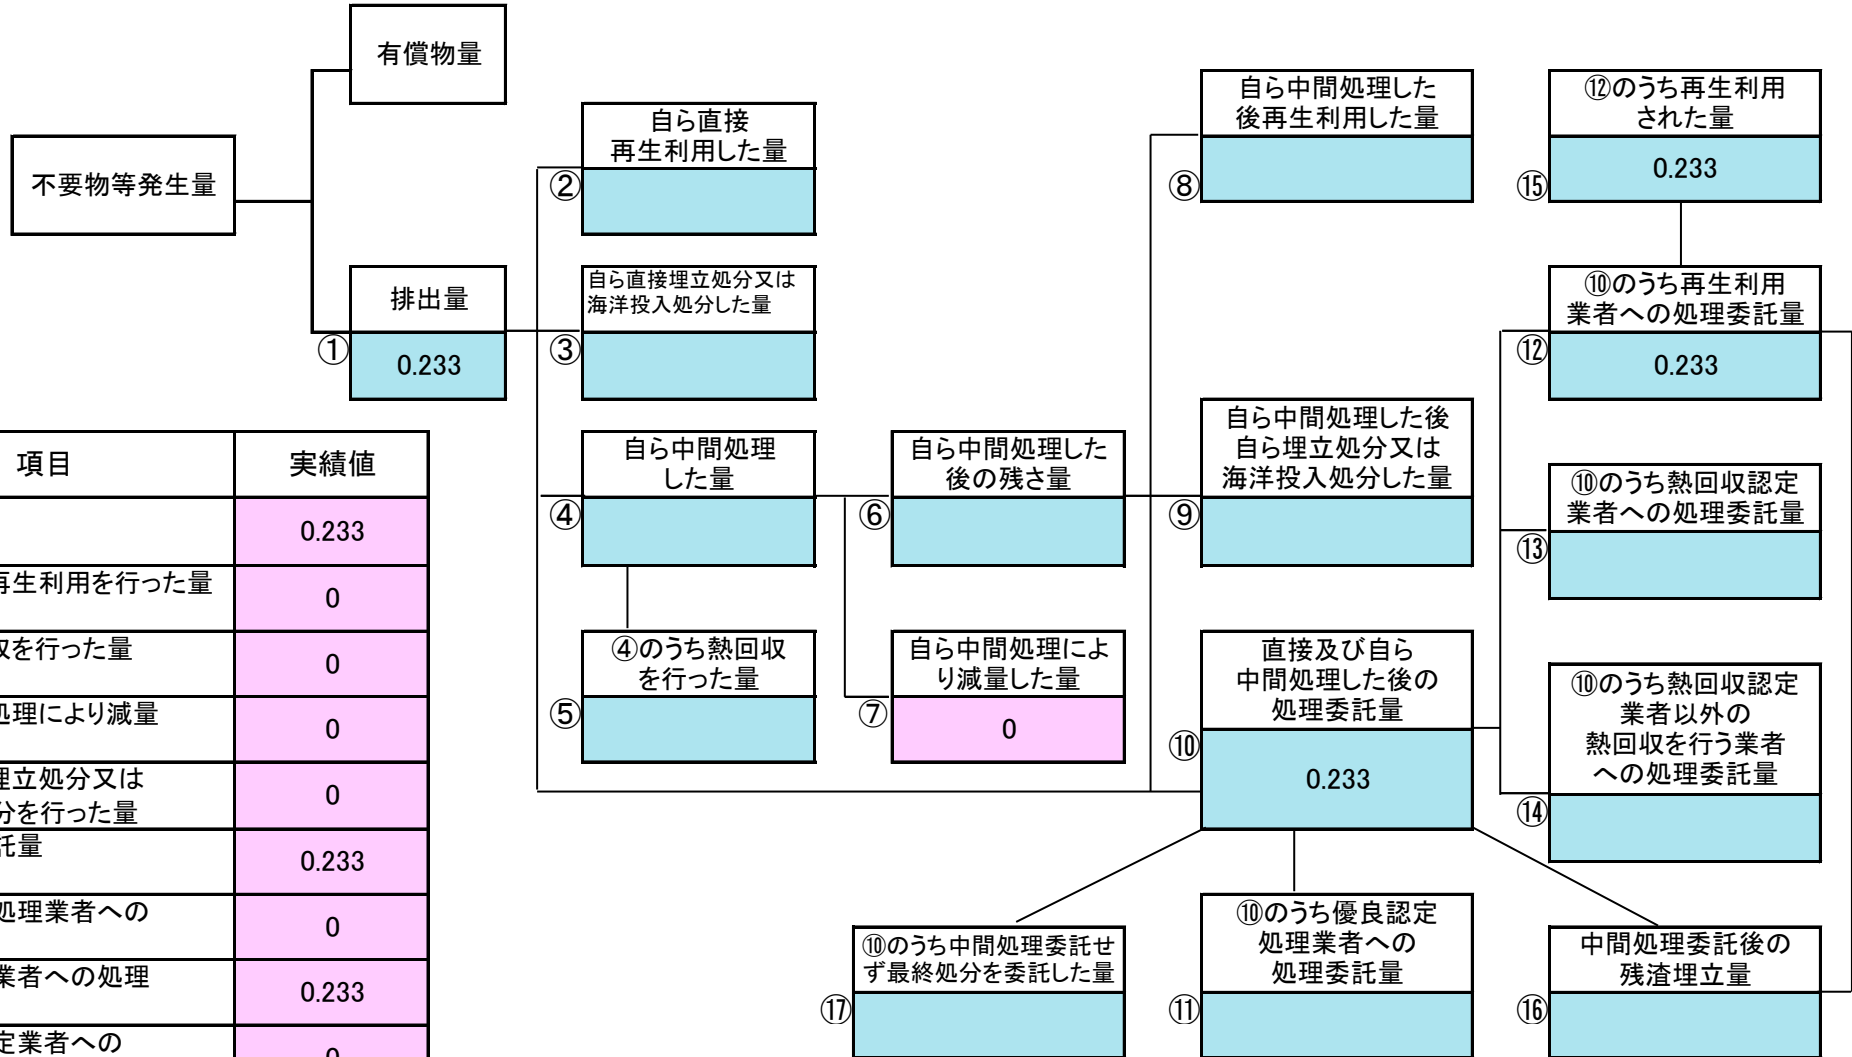 有償物量
不要物等発生量
排出量
①
0.233
自ら直接
再生利用した量
②
自ら直接埋立処分又は
海洋投入処分した量
③
自ら中間処理
した量
④
④のうち熱回収
を行った量
⑤
自ら中間処理した
後の残さ量
⑥
自ら中間処理によ
り減量した量
⑦
0
自ら中間処理した
後再生利用した量
⑧
自ら中間処理した後
自ら埋立処分又は
海洋投入処分した量
⑨
直接及び自ら
中間処理した後の
処理委託量
⑩
0.233
⑫のうち再生利用
された量
⑮
0.233
⑩のうち再生利用
業者への処理委託量
⑫
0.233
⑩のうち熱回収認定
業者への処理委託量
⑬
⑩のうち熱回収認定
業者以外の
熱回収を行う業者
への処理委託量
⑭
⑩のうち中間処理委託せ
ず最終処分を委託した量
⑰
⑩のうち優良認定
処理業者への
処理委託量
⑪
中間処理委託後の
残渣埋立量
⑯
項目 実績値
0.233
再生利用を行った量 0
収を行った量 0
処理により減量 0
埋立処分又は
分を行った量 0
託量 0.233
処理業者への 0
業者への処理 0.233
定業者への 0